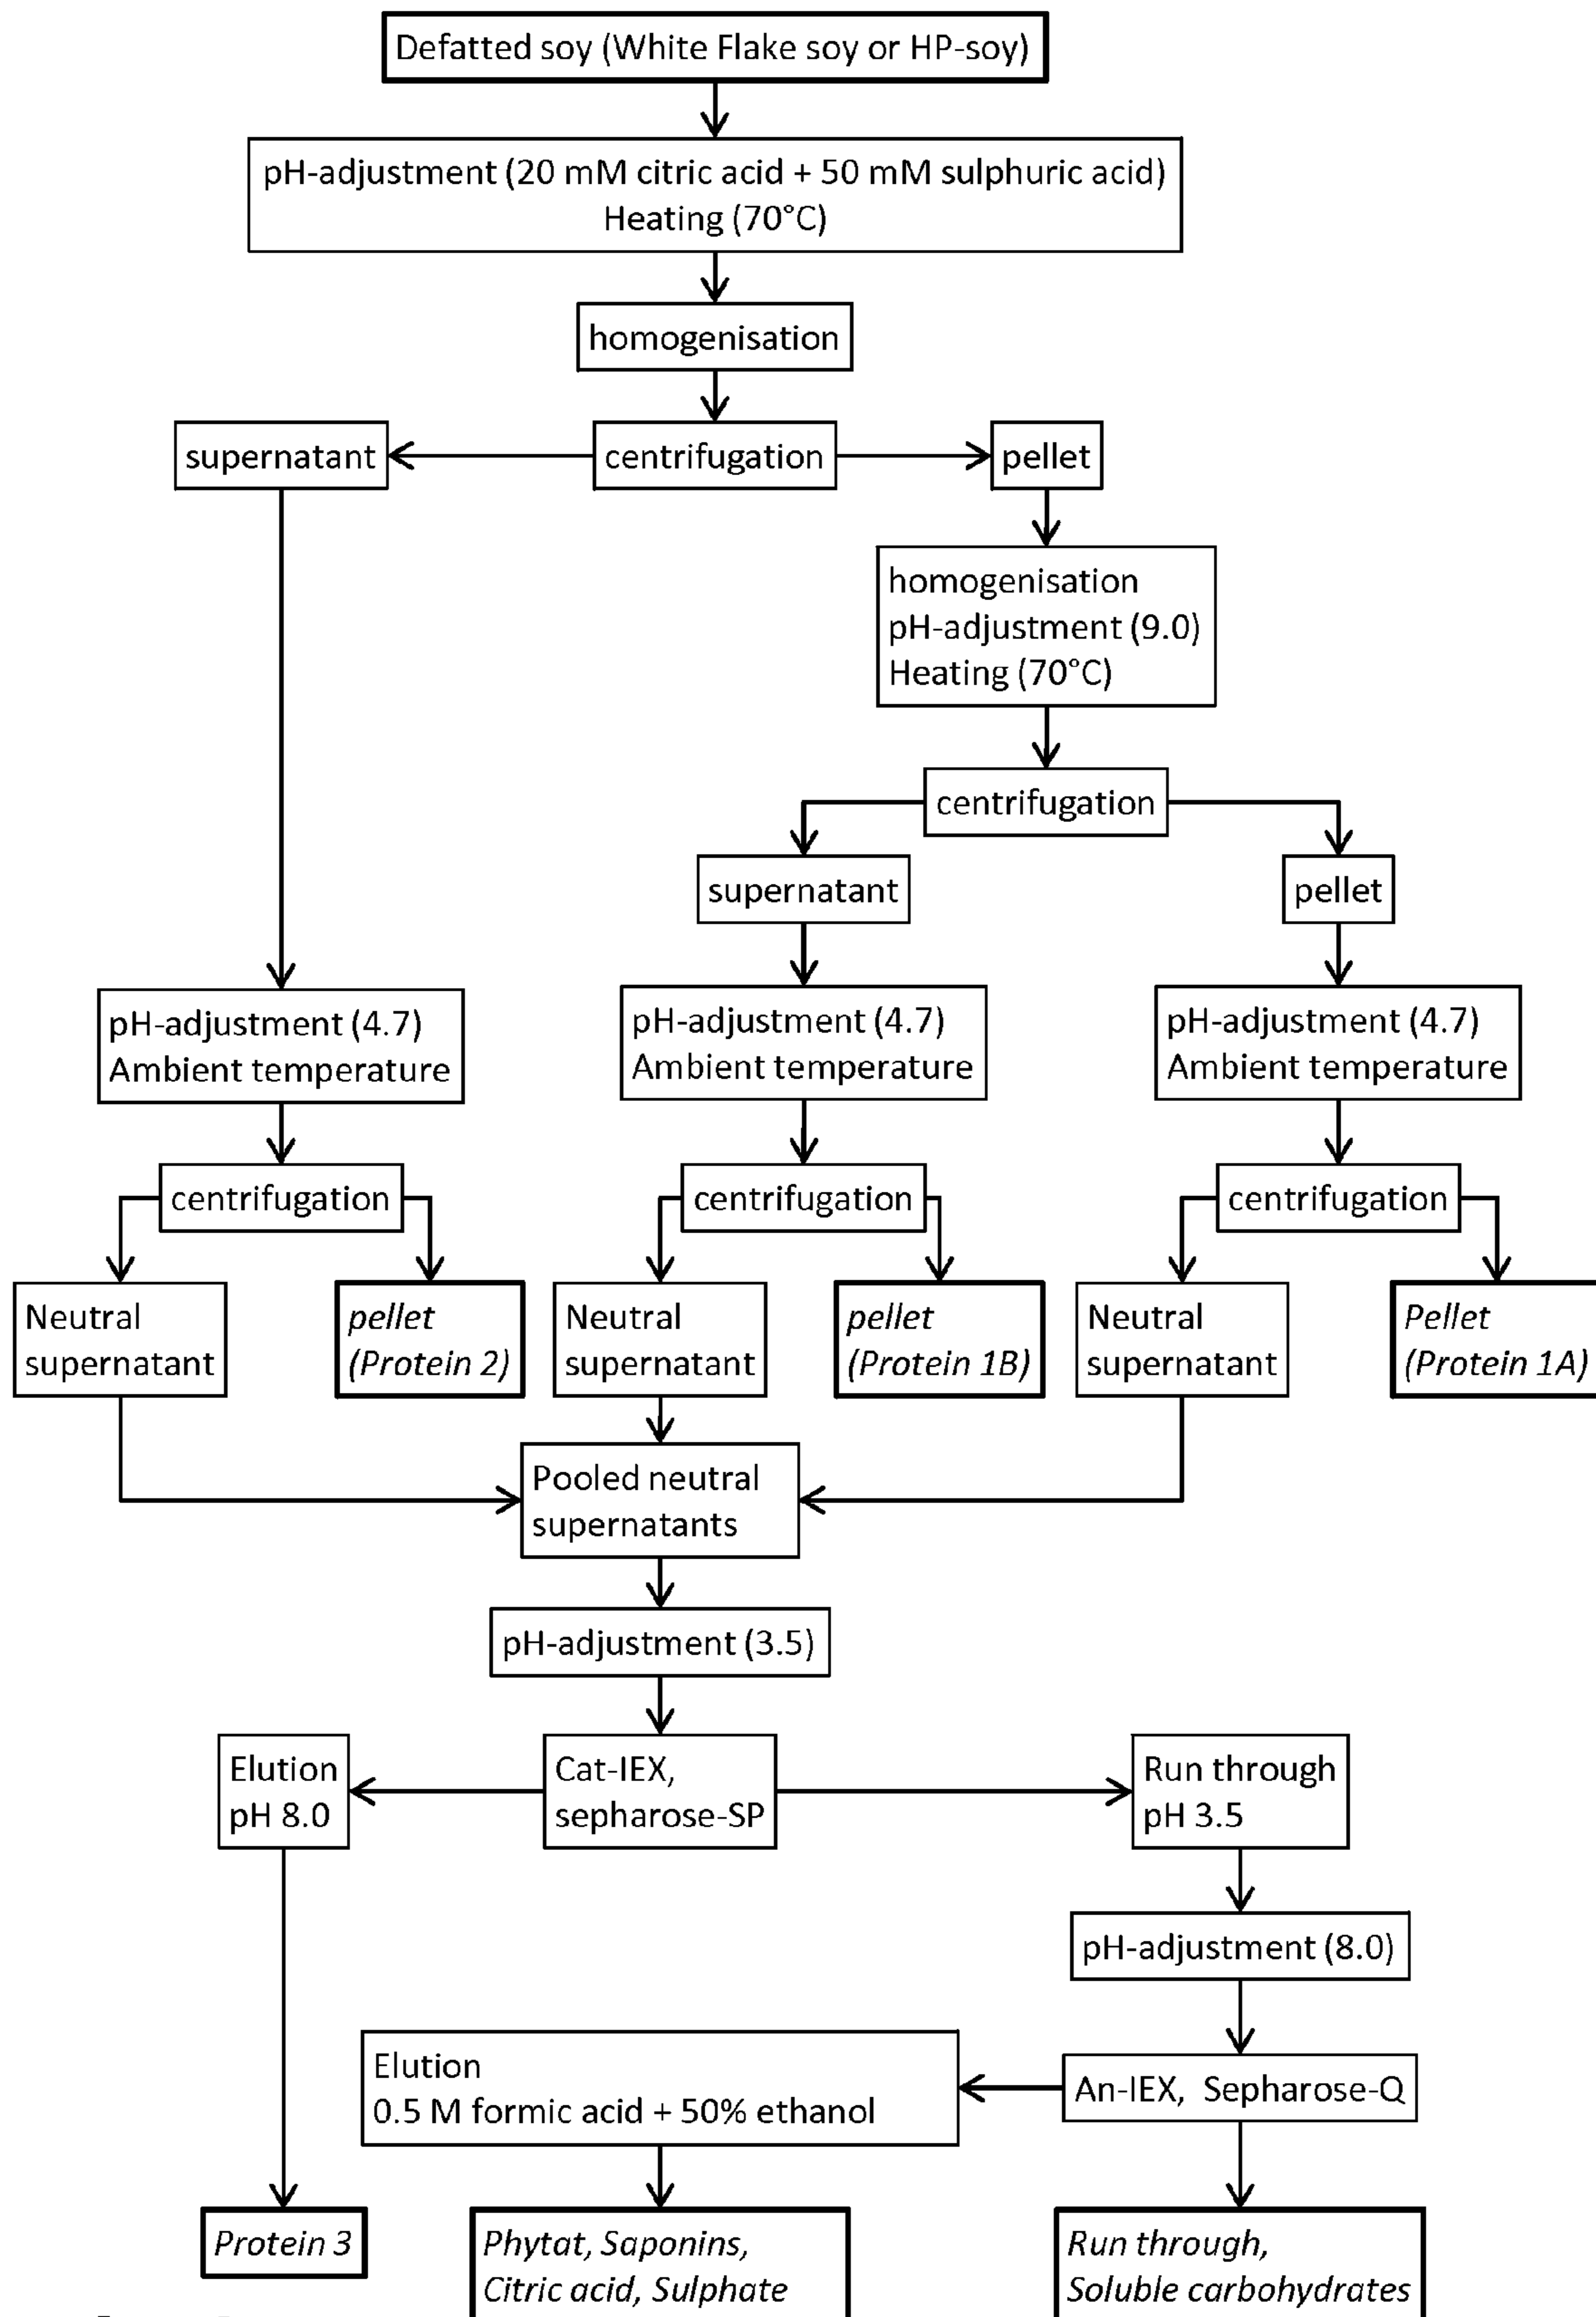 Defatted soy (White Flake soy or HP-soy)
pH-adjustment (20 mM citric acid + 50 mM sulphuric acid)
Heating (70°C)
homogenisation
supernatant
centrifugation
pellet
homogenisation
pH-adjustment (9.0)
Heating (70°C)
centrifugation
supernatant
pellet
pH-adjustment (4.7)
Ambient temperature
pH-adjustment (4.7)
Ambient temperature
pH-adjustment (4.7)
Ambient temperature
centrifugation
centrifugation
centrifugation
Neutral
supernatant
pellet
(Protein 2)
Neutral
supernatant
pellet
(Protein 1B)
Neutral
supernatant
Pellet
(Protein 1A)
Pooled neutral
supernatants
pH-adjustment (3.5)
Elution
pH 8.0
Cat-IEX,
sepharose-SP
Run through
pH 3.5
pH-adjustment (8.0)
Elution
0.5 M formic acid + 50% ethanol
An-IEX, Sepharose-Q
Protein 3
Phytat, Saponins,
Citric acid, Sulphate
Run through,
Soluble carbohydrates